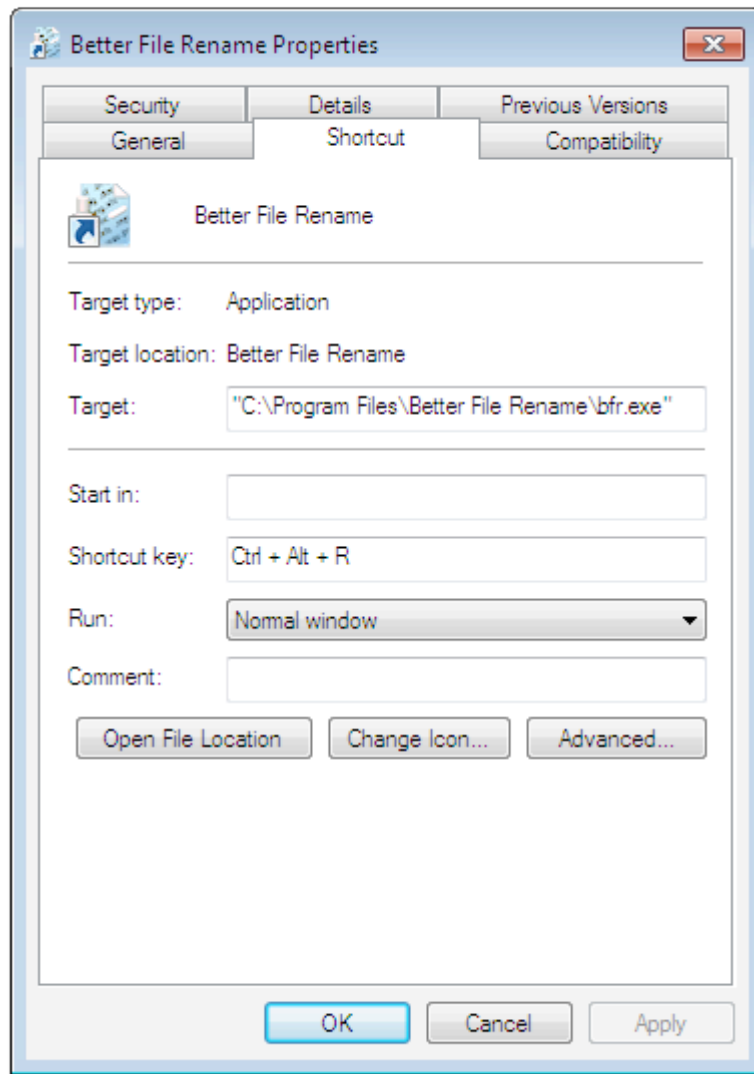 Better File Rename Properties
Security Details Previous Versions
General Shortcut Compatibility
Better File Rename
Target type: Application
Target location: Better File Rename
Target: "C:\Program Files\Better File Rename\bfr.exe"
Start in:
Shortcut key: Ctrl + Alt + R
Run: Normal window
Comment:
Open File Location Change Icon... Advanced...
OK Cancel Apply